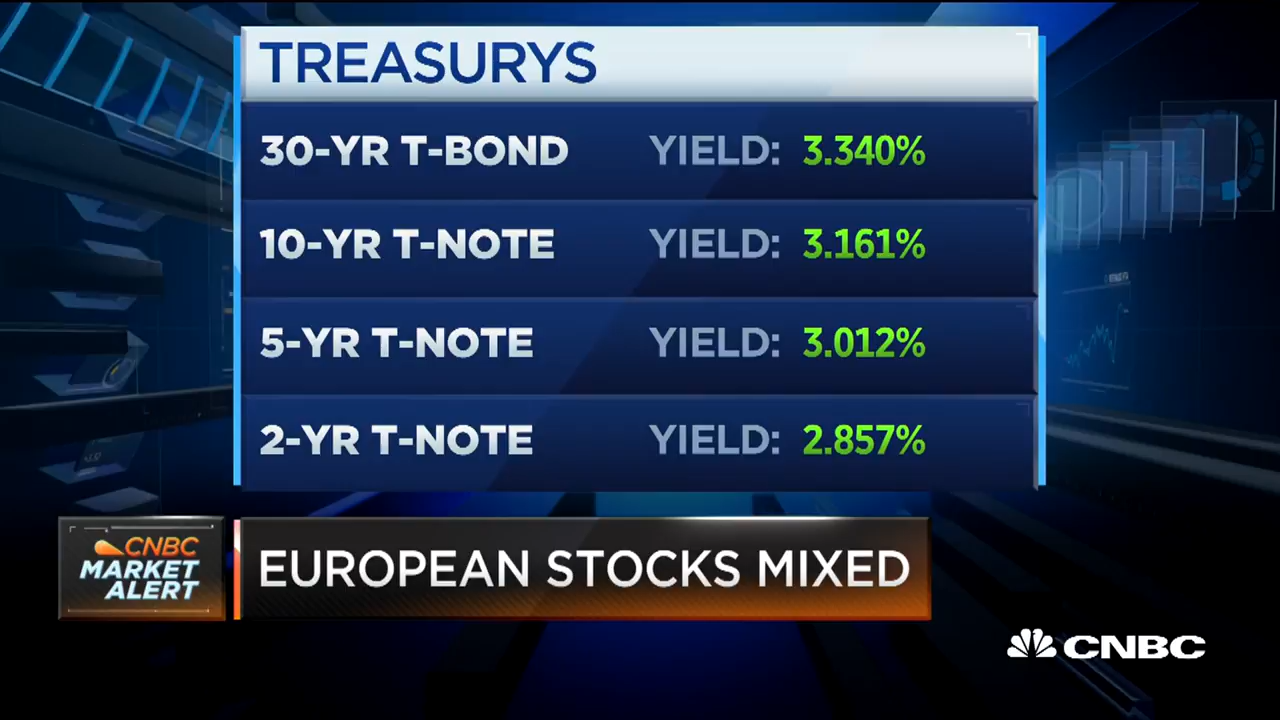 TREASURYS
30-YR T-BOND YIELD: 3.340%
10-YR T-NOTE YIELD: 3.161%
5-YR T-NOTE YIELD: 3.012%
2-YR T-NOTE YIELD: 2.857%
CNBC
MARKET
ALERT
EUROPEAN STOCKS MIXED
CNBC